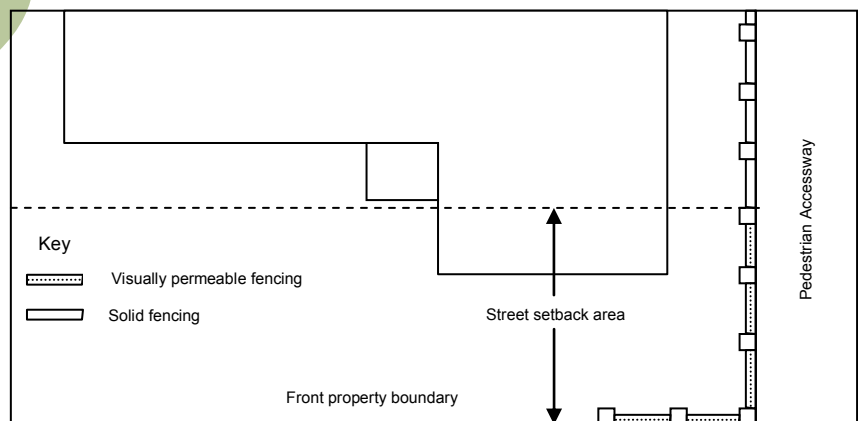 Pedestrian Accessway
Key
Visually permeable fencing
Solid fencing
Street setback area
Front property boundary